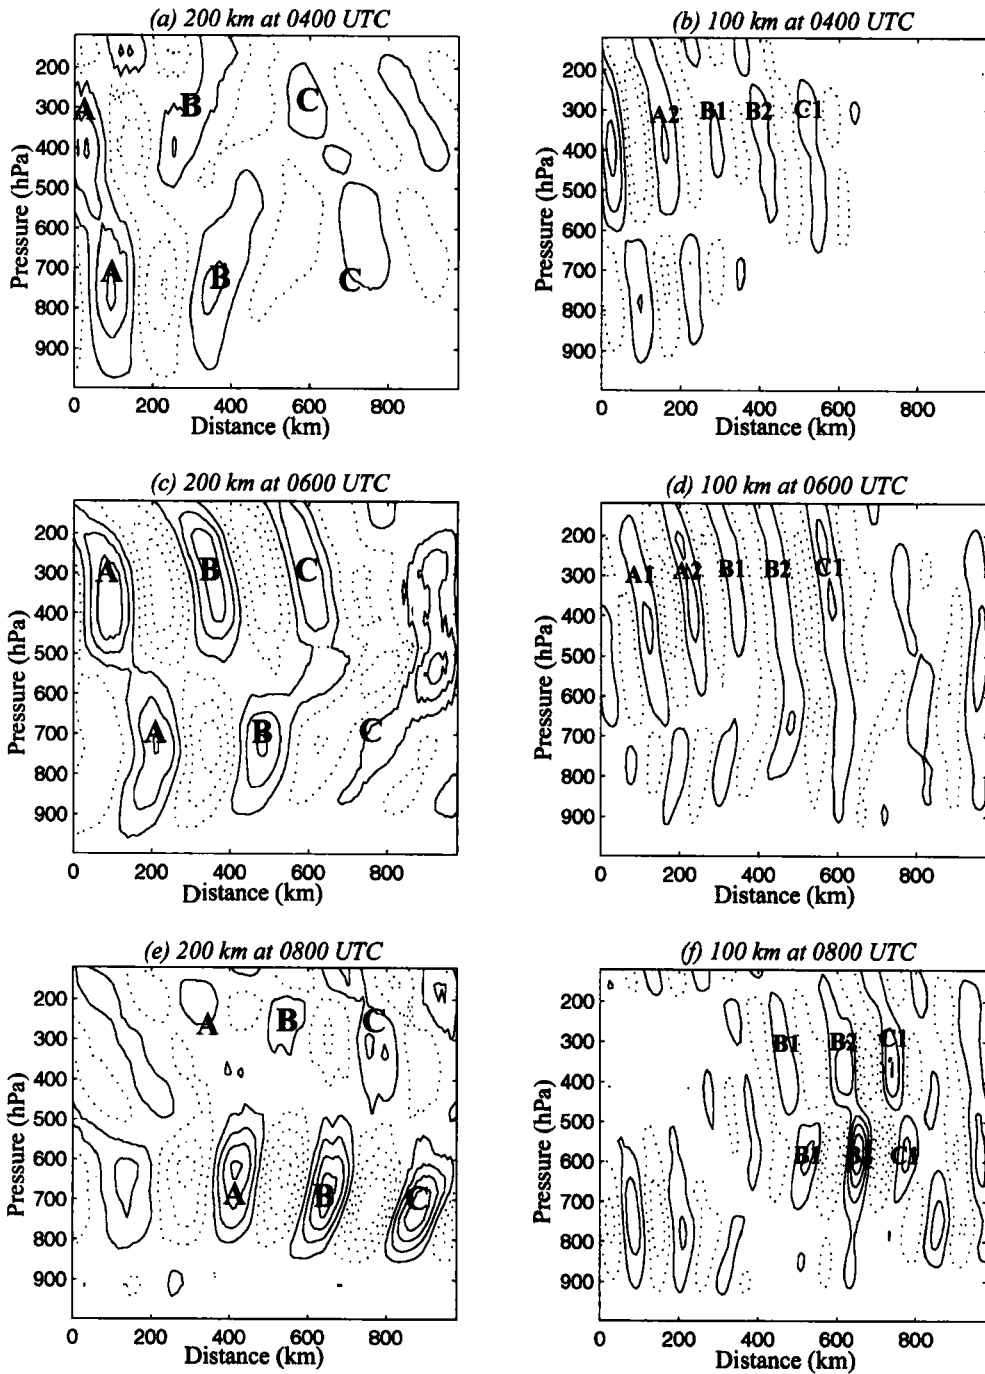 (a) 200 km at 0400 UTC
200
300
400
500
600
700
800
900
Pressure (hPa)
A
B
C
A
B
C
0 200 400 600 800
Distance (km)
(b) 100 km at 0400 UTC
200
300
400
500
600
700
800
900
Pressure (hPa)
A2 B1 B2 C1
0 200 400 600 800
Distance (km)
(c) 200 km at 0600 UTC
200
300
400
500
600
700
800
900
Pressure (hPa)
A B C
A B C
0 200 400 600 800
Distance (km)
(d) 100 km at 0600 UTC
200
300
400
500
600
700
800
900
Pressure (hPa)
A1 A2 B1 B2 C1
0 200 400 600 800
Distance (km)
(e) 200 km at 0800 UTC
200
300
400
500
600
700
800
900
Pressure (hPa)
A B C
A B C
0 200 400 600 800
Distance (km)
(f) 100 km at 0800 UTC
200
300
400
500
600
700
800
900
Pressure (hPa)
B1 B2 C1
B1 C1
0 200 400 600 800
Distance (km)